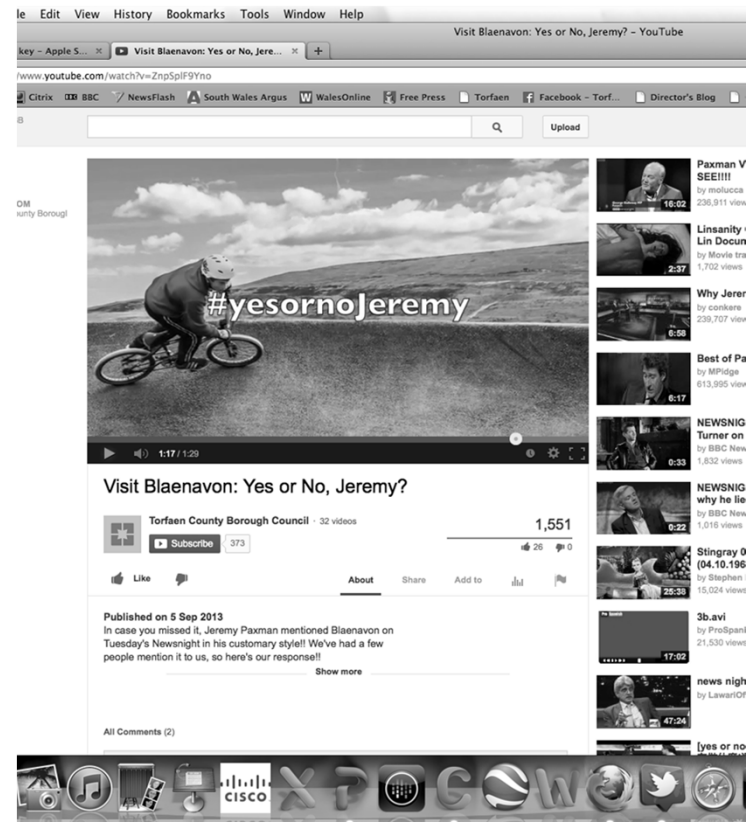 le Edit View History Bookmarks Tools Window Help
Visit Blaenavon: Yes or No, Jeremy? – YouTube
key – Apple S... × Visit Blaenavon: Yes or No, Jere... × +
/www.youtube.com/watch?v=ZnpSplF9Yno
Citrix BBC NewsFlash South Wales Argus WalesOnline Free Press Torfaen Facebook – Torf... Director's Blog
Upload
OM
ounty Borougl
#yesornoJeremy
1:17 / 1:29
Visit Blaenavon: Yes or No, Jeremy?
Torfaen County Borough Council · 32 videos
Subscribe 373
1,551
26 0
Like About Share Add to
Published on 5 Sep 2013
In case you missed it, Jeremy Paxman mentioned Blaenavon on
Tuesday's Newsnight in his customary style!! We've had a few
people mention it to us, so here's our response!!
Show more
All Comments (2)
Paxman V
SEE!!!!
by molucca
236,911 view
16:02
Linsanity
Lin Docum
by Movie tra
1,702 views
2:37
Why Jerer
by conkere
239,707 view
6:58
Best of Pa
by MPidge
613,995 view
6:17
NEWSNIG
Turner on
by BBC New
1,832 views
0:33
NEWSNIG
why he lie
by BBC New
1,016 views
0:22
Stingray 0
(04.10.196
by Stephen
15,024 views
25:38
3b.avi
by ProSpanl
21,530 views
17:02
news nigh
by LawariOf
47:24
[yes or no
CISCO